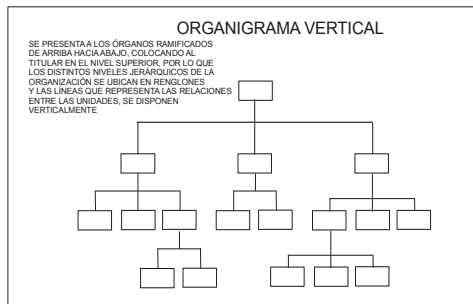 ORGANIGRAMA VERTICAL
SE PRESENTA A LOS ÓRGANOS RAMIFICADOS
DE ARRIBA HACIA ABAJO, COLOCANDO AL
TITULAR EN EL NIVEL SUPERIOR, POR LO QUE
LOS DISTINTOS NIVELES JERÁRQUICOS DE LA
ORGANIZACIÓN SE UBICAN EN RENGLONES
Y LAS LÍNEAS QUE REPRESENTA LAS RELACIONES
ENTRE LAS UNIDADES, SE DISPONEN
VERTICALMENTE